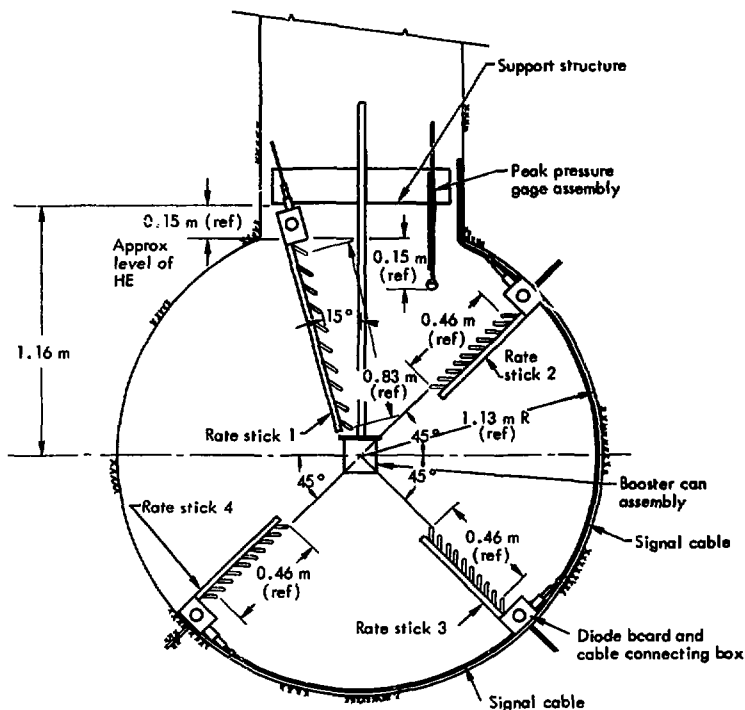 Support structure
Peak pressure
gage assembly
0.15 m (ref)
Approx
level of
HE
0.15 m
(ref)
1.16 m
15°
0.46 m
(ref)
Rate
stick 2
0.83 m
(ref)
Rate stick 1
1.13 m R
(ref)
45°
45°
45°
Booster can
assembly
Rate stick 4
Signal cable
0.46 m
(ref)
0.46 m
(ref)
Rate stick 3
Diode board and
cable connecting box
Signal cable